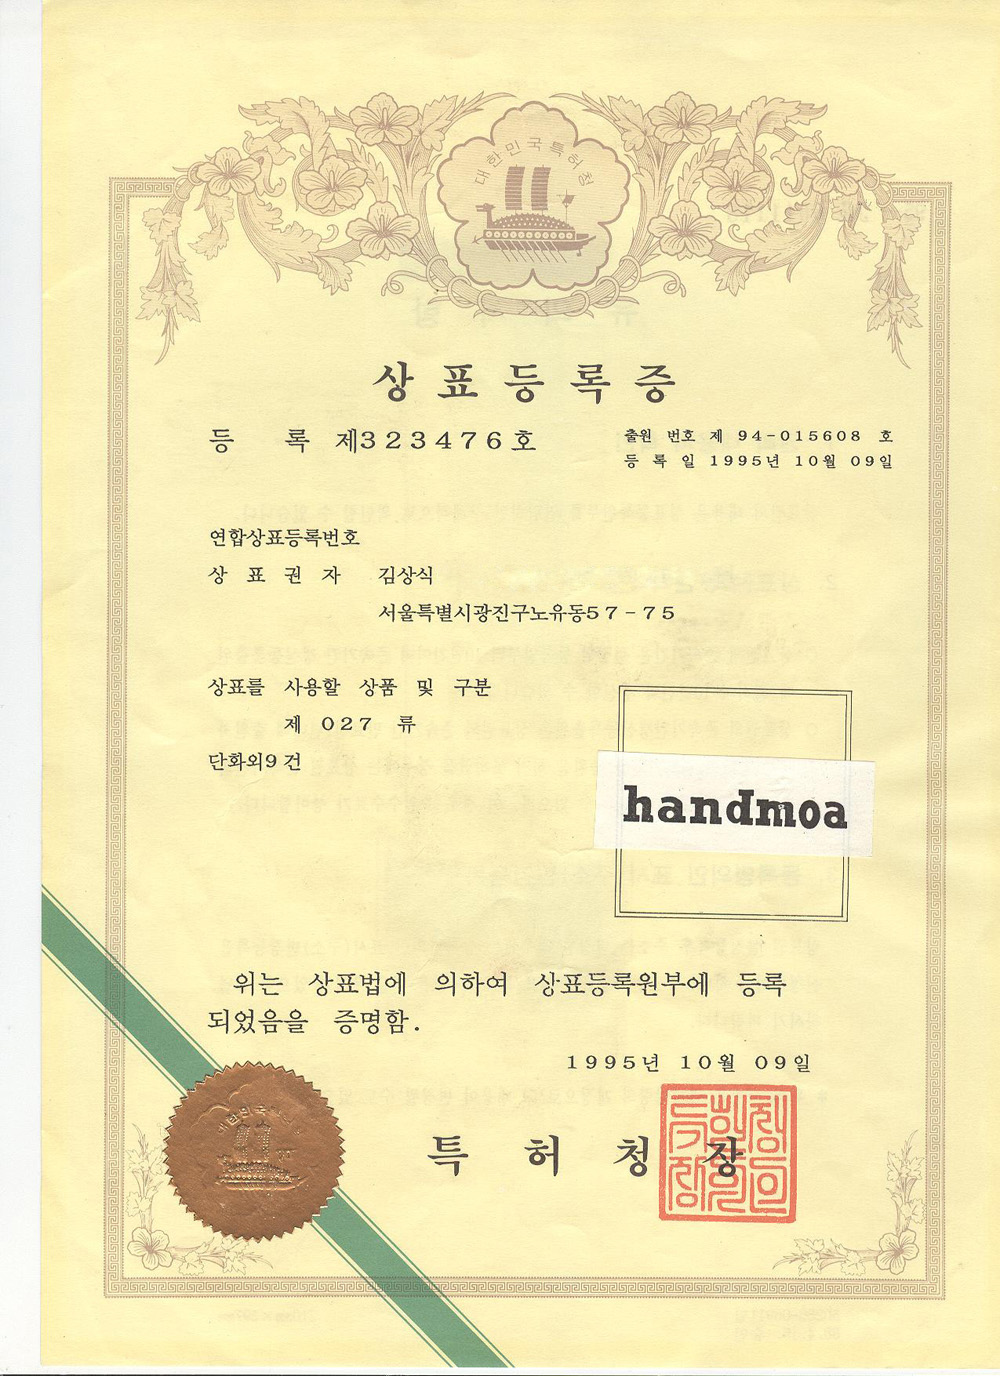 대한민국특허청
상표등록증
등 록 제323476호
출원 번호 제 94-015608 호
등 록 일 1995년 10월 09일
연합상표등록번호
상 표 권 자 김상식
서울특별시광진구노유동57-75
상표를 사용할 상품 및 구분
제 027 류
단화외9건
handmoa
위는 상표법에 의하여 상표등록원부에 등록
되었음을 증명함.
1995년 10월 09일
특 허 청 장